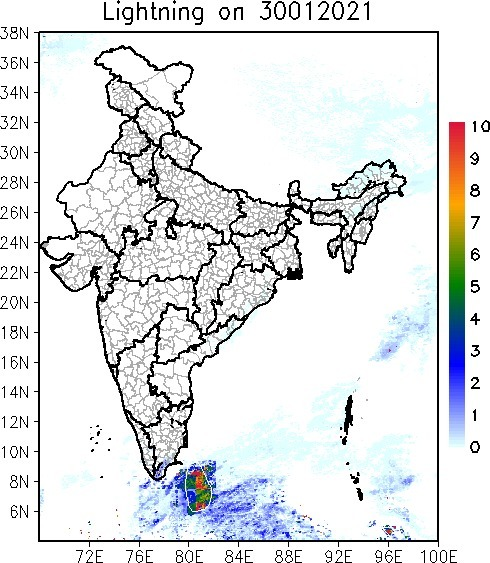 Lightning on 30012021
38N
36N
34N
32N
30N
28N
26N
24N
22N
20N
18N
16N
14N
12N
10N
8N
6N
72E 76E 80E 84E 88E 92E 96E 100E
10
9
8
7
6
5
4
3
2
1
0